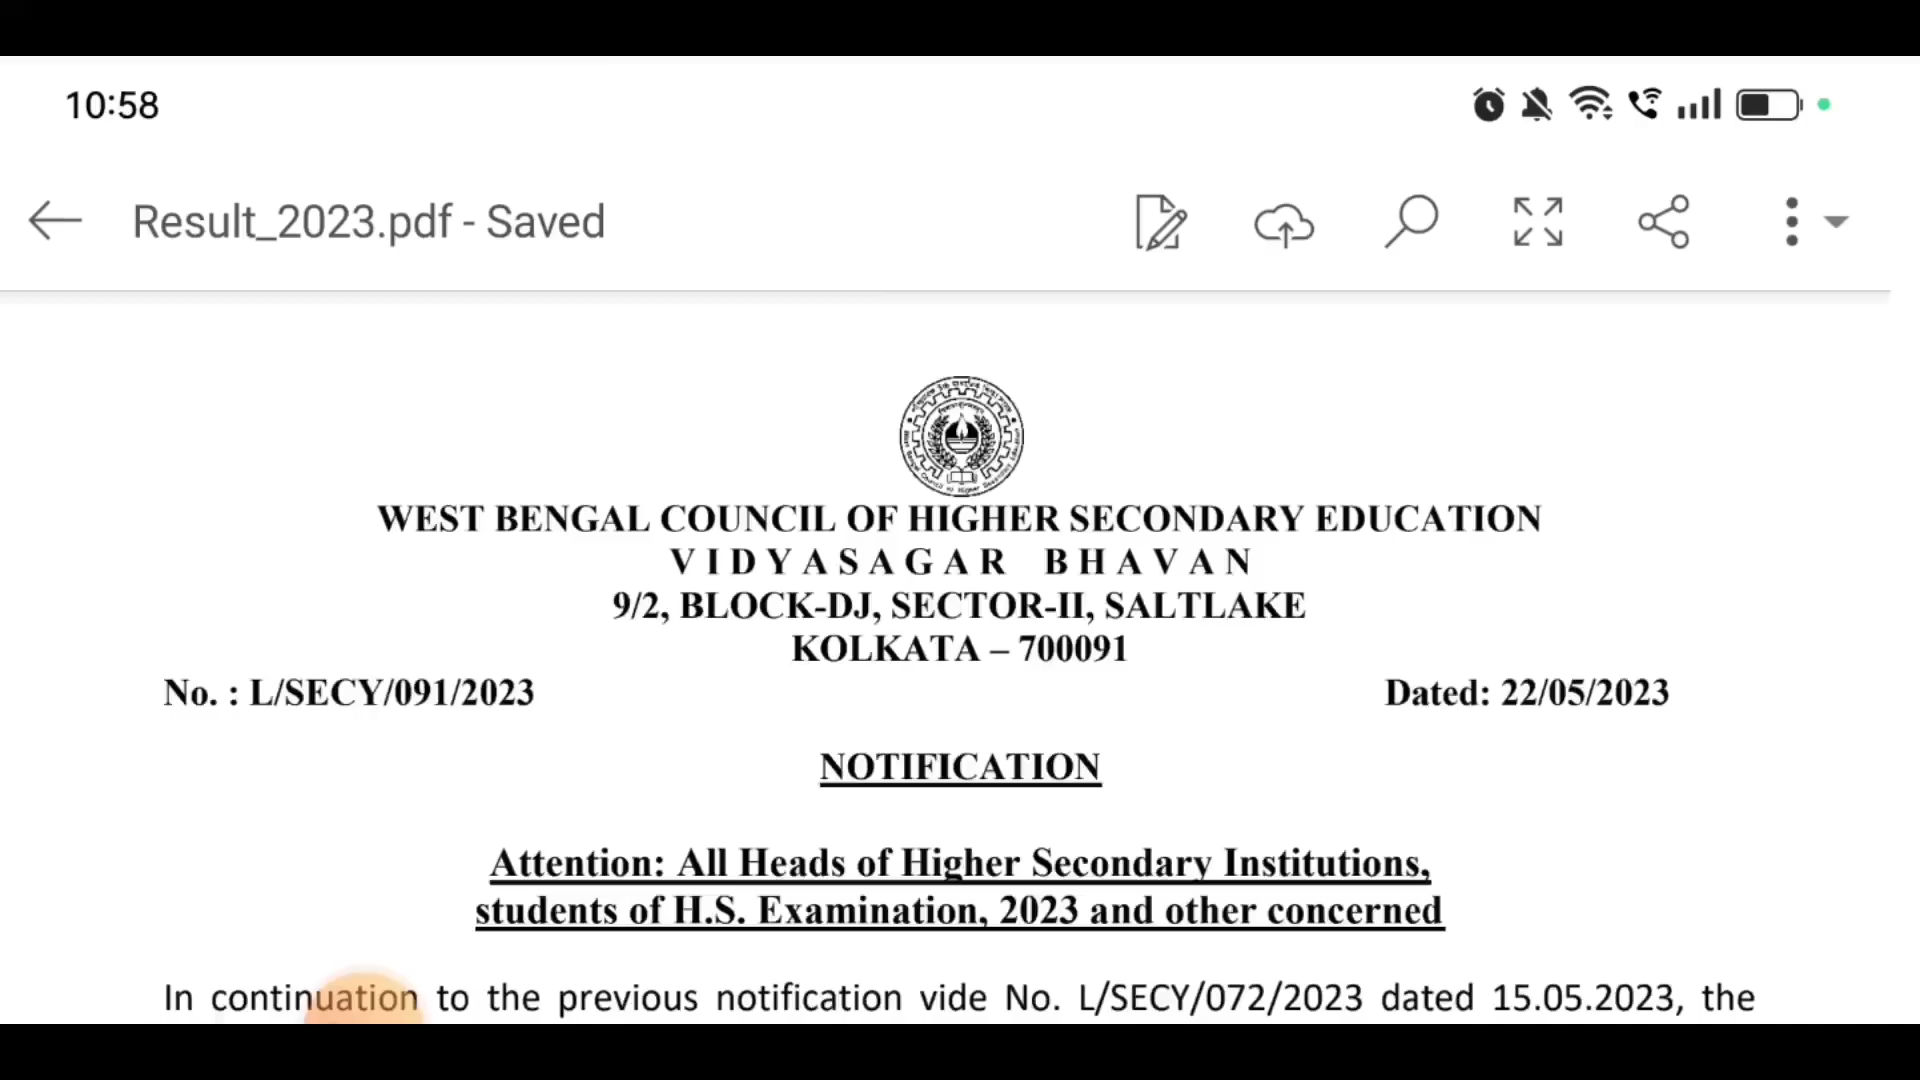 10:58
Result_2023.pdf - Saved
WEST BENGAL COUNCIL OF HIGHER SECONDARY EDUCATION
VIDYASAGAR BHAVAN
9/2, BLOCK-DJ, SECTOR-II, SALTLAKE
KOLKATA – 700091
No. : L/SECY/091/2023 Dated: 22/05/2023
NOTIFICATION
Attention: All Heads of Higher Secondary Institutions,
students of H.S. Examination, 2023 and other concerned
In continuation to the previous notification vide No. L/SECY/072/2023 dated 15.05.2023, the